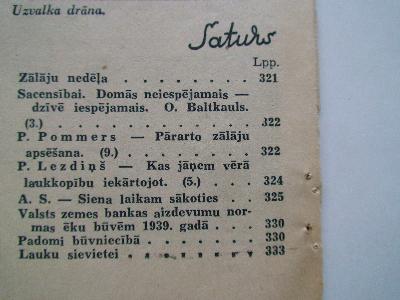 Uzvalka drāna.
Saturs
Lpp.
Zālāju nedēļa . . . . . . . . 321
Sacensībai. Domās neiespējamais —
dzīvē iespējamais. O. Baltkauls.
(3.) . . . . . . . . . . . 322
P. Pommers — Pārarto zālāju
apsēšana. (9.) . . . . . . . 322
P. Lezdiņš — Kas jāņem vērā
laukkopību iekārtojot. (5.) . . . 324
A. S. — Siena laikam sākoties . . 325
Valsts zemes bankas aizdevumu nor-
mas ēku būvēm 1939. gadā . . . 330
Padomi būvniecībā . . . . . . 330
Lauku sievietei . . . . . . . 333